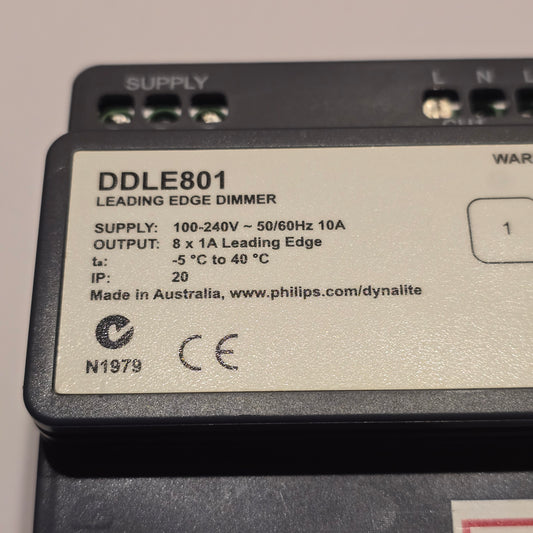 SUPPLY
L N L
WAR
DDLE801
LEADING EDGE DIMMER
SUPPLY: 100-240V ~ 50/60Hz 10A
OUTPUT: 8 x 1A Leading Edge
1
tₐ: -5 °C to 40 °C
IP: 20
Made in Australia, www.philips.com/dynalite
N1979
CE